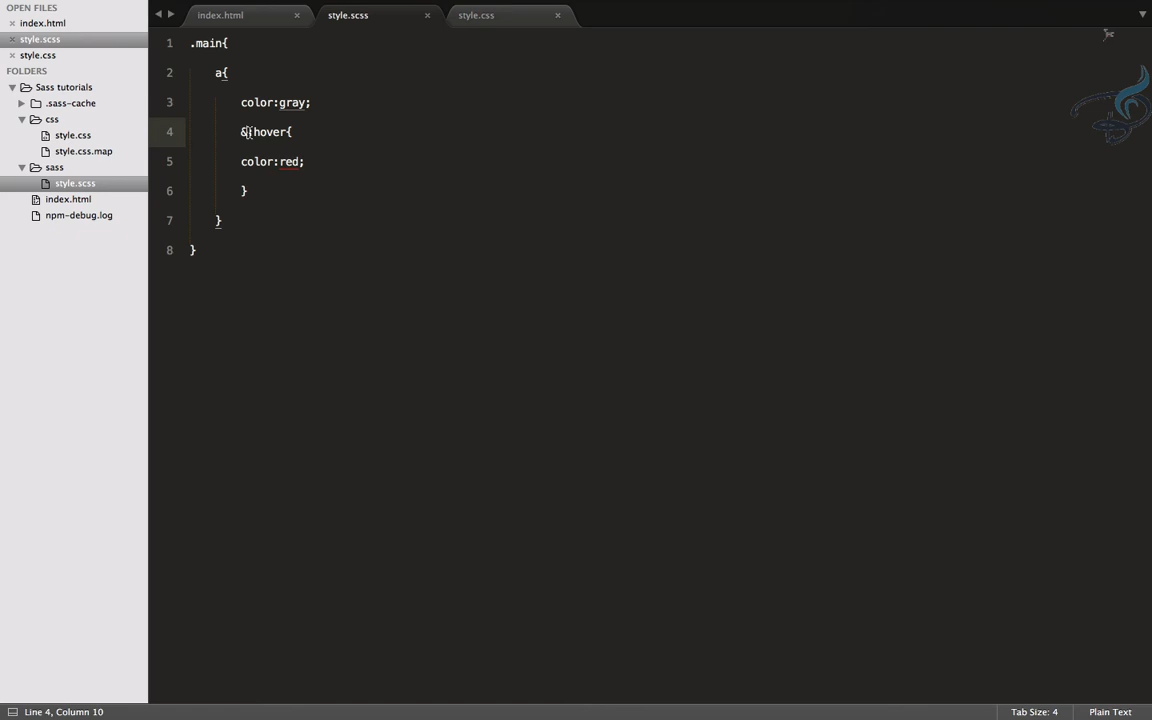 OPEN FILES
index.html
style.scss
style.css
FOLDERS
Sass tutorials
.sass-cache
css
style.css
style.css.map
sass
style.scss
index.html
npm-debug.log
index.html
style.scss
style.css
1 .main{
2 a{
3 color:gray;
4 &:hover{
5 color:red;
6 }
7 }
8 }
Line 4, Column 10
Tab Size: 4
Plain Text